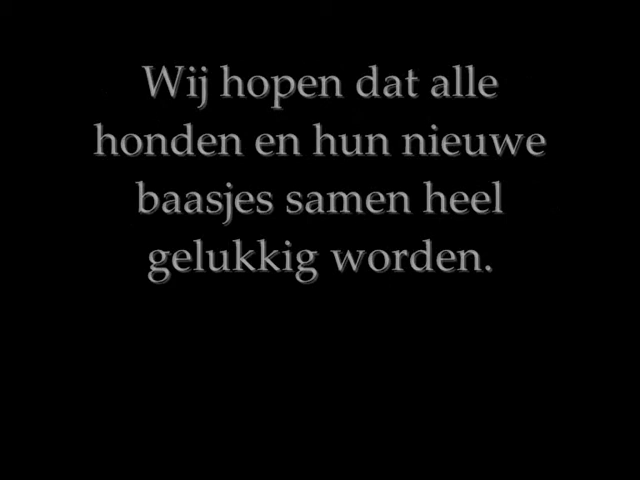 Wij hopen dat alle
honden en hun nieuwe
baasjes samen heel
gelukkig worden.